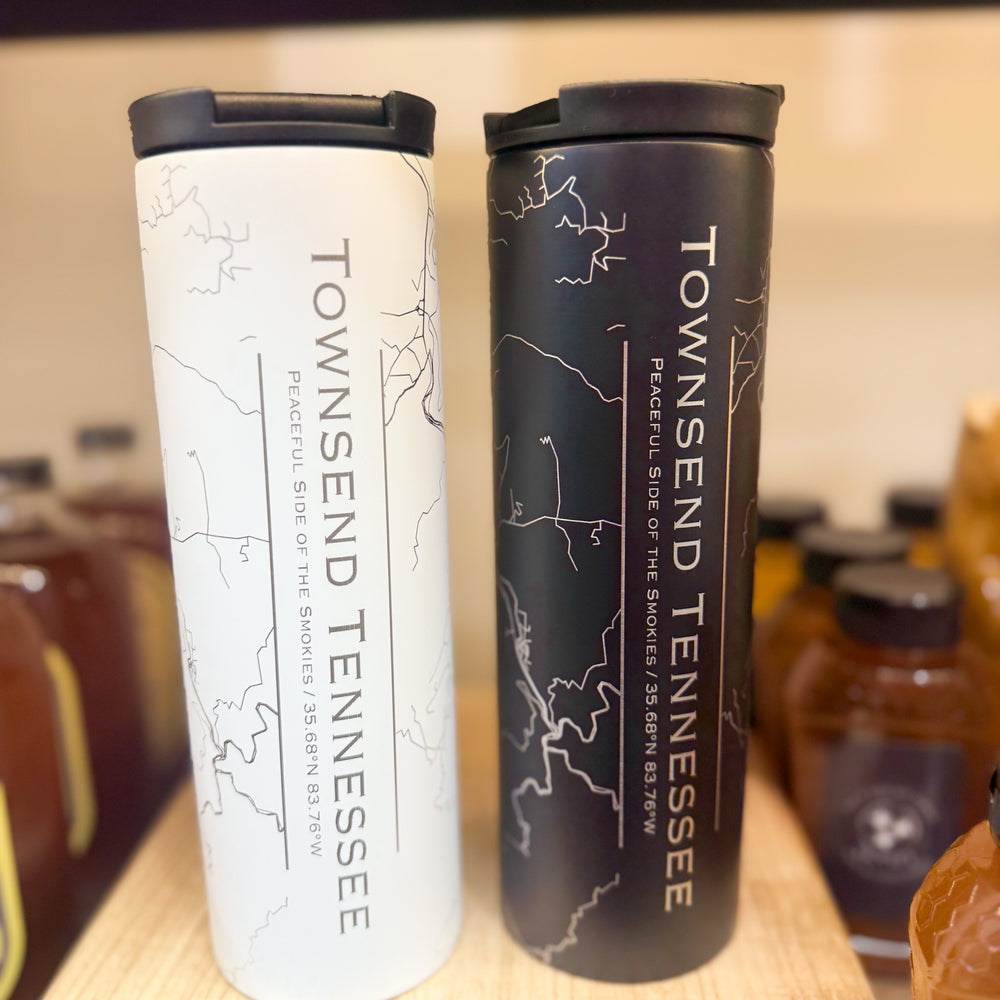 TOWNSEND TENNESSEE
PEACEFUL SIDE OF THE SMOKIES / 35.68°N 83.76°W
TOWNSEND TENNESSEE
PEACEFUL SIDE OF THE SMOKIES / 35.68°N 83.76°W